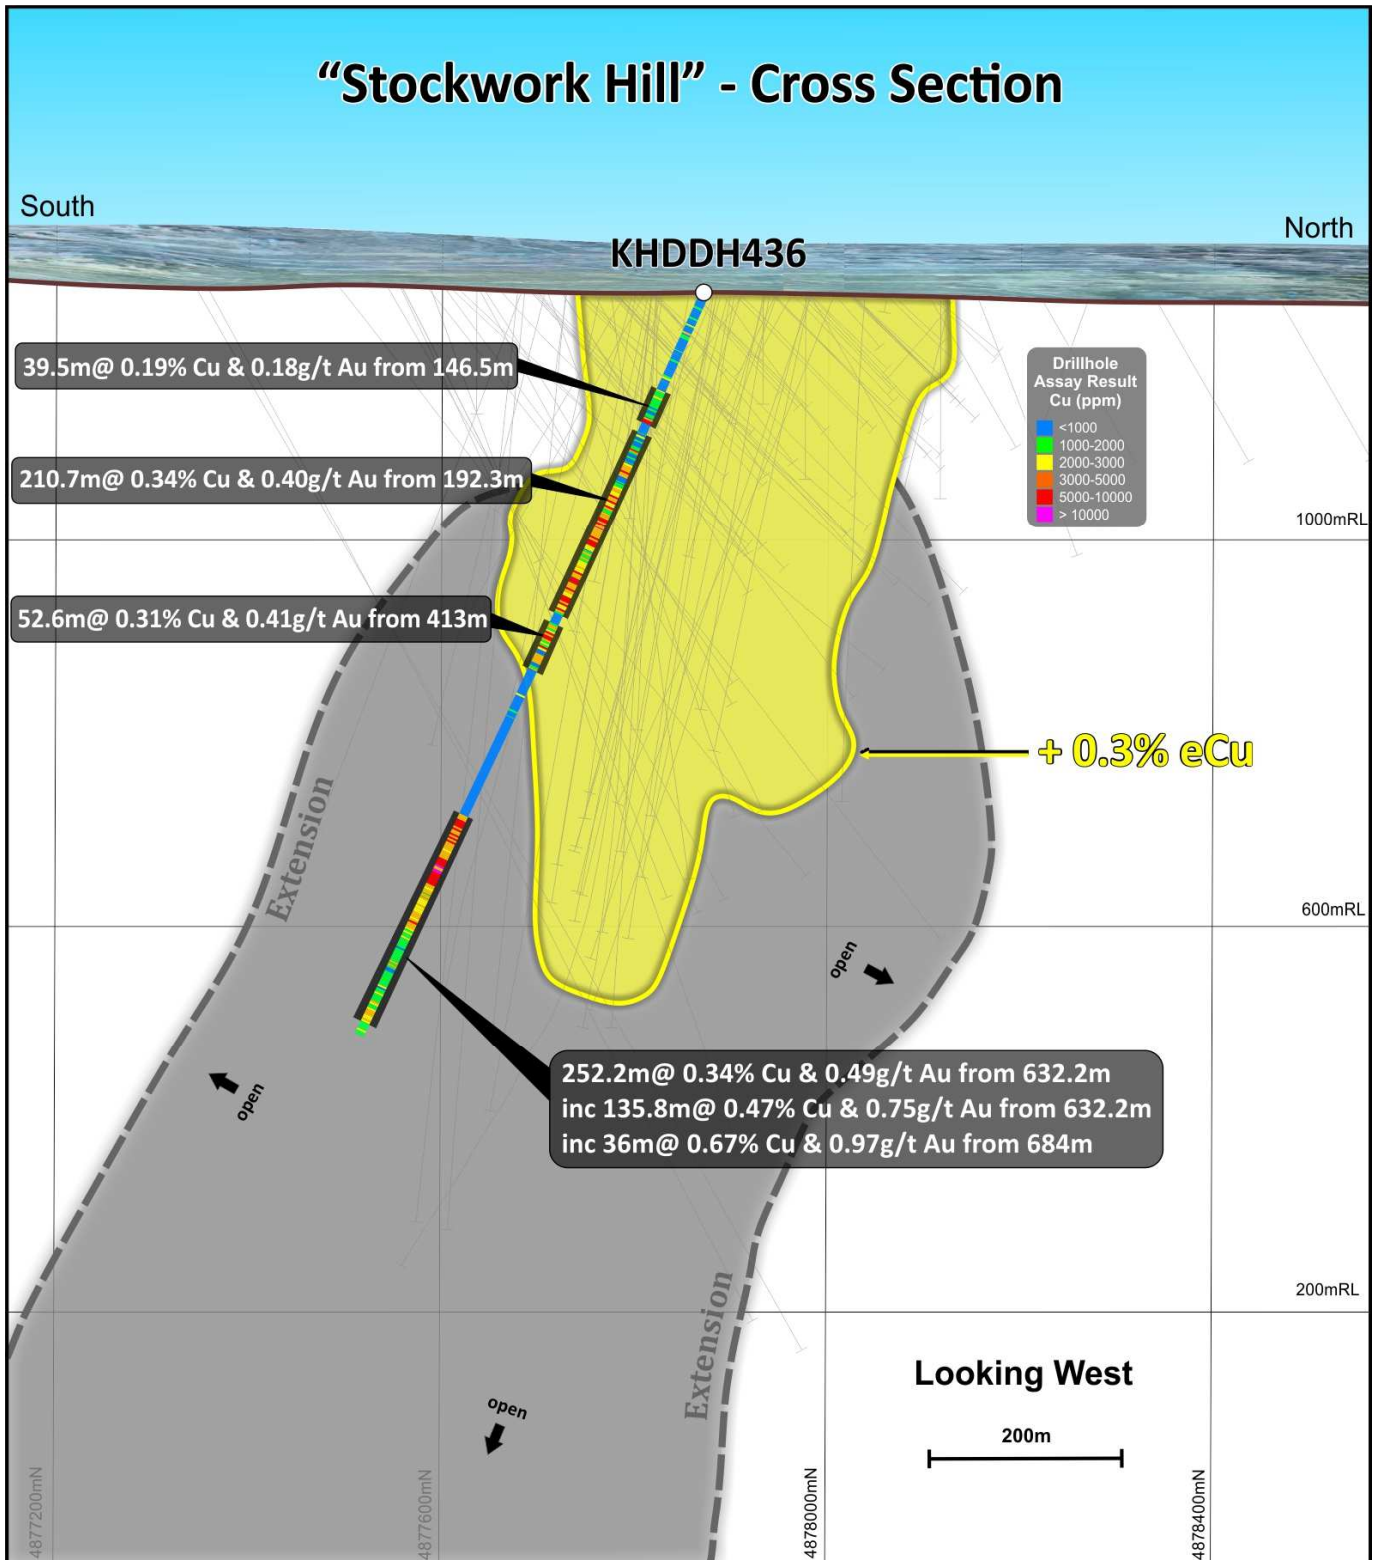 “Stockwork Hill” - Cross Section
South
North
KHDDH436
39.5m@ 0.19% Cu & 0.18g/t Au from 146.5m
Drillhole
Assay Result
Cu (ppm)
<1000
1000-2000
2000-3000
3000-5000
5000-10000
> 10000
210.7m@ 0.34% Cu & 0.40g/t Au from 192.3m
1000mRL
52.6m@ 0.31% Cu & 0.41g/t Au from 413m
+ 0.3% eCu
Extension
600mRL
open
252.2m@ 0.34% Cu & 0.49g/t Au from 632.2m
inc 135.8m@ 0.47% Cu & 0.75g/t Au from 632.2m
inc 36m@ 0.67% Cu & 0.97g/t Au from 684m
open
200mRL
Extension
Looking West
open
200m
4877200mN
4877600mN
4878000mN
4878400mN